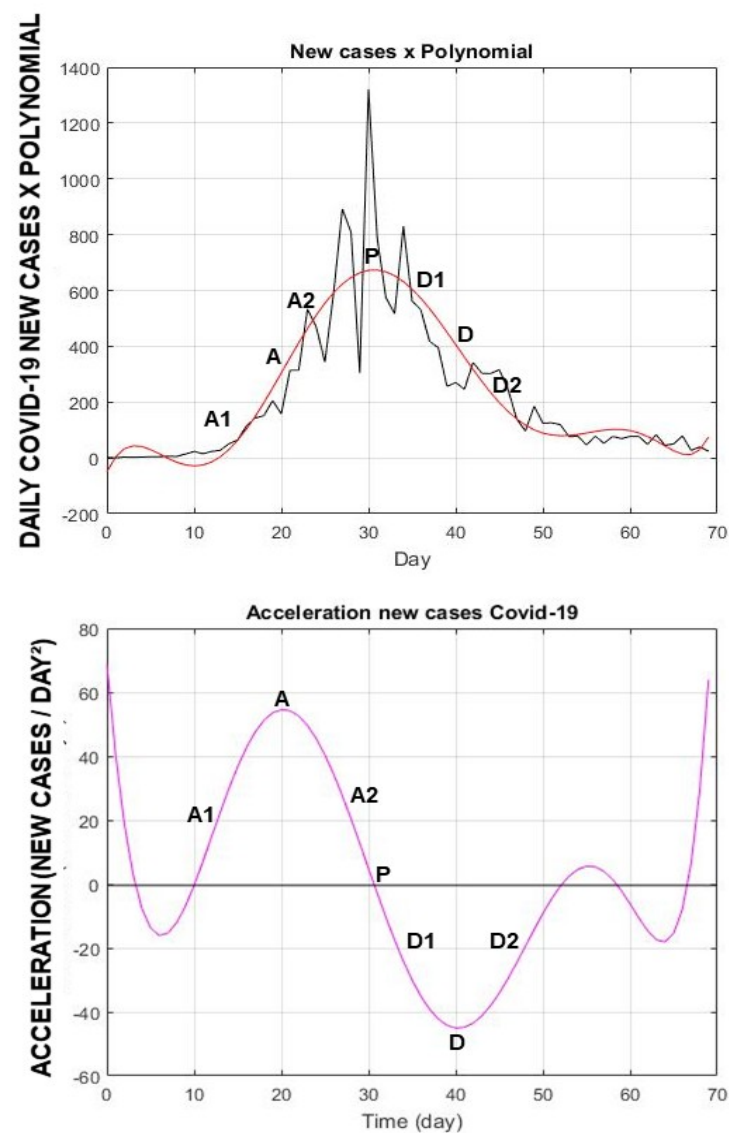 New cases x Polynomial
DAILY COVID-19 NEW CASES X POLYNOMIAL
1400
1200
1000
800
600
400
200
0
-200
P
D1
A2
D
A
D2
A1
0 10 20 30 40 50 60 70
Day
Acceleration new cases Covid-19
ACCELERATION (NEW CASES / DAY²)
80
60
40
20
0
-20
-40
-60
A
A2
A1
P
D1 D2
D
0 10 20 30 40 50 60 70
Time (day)